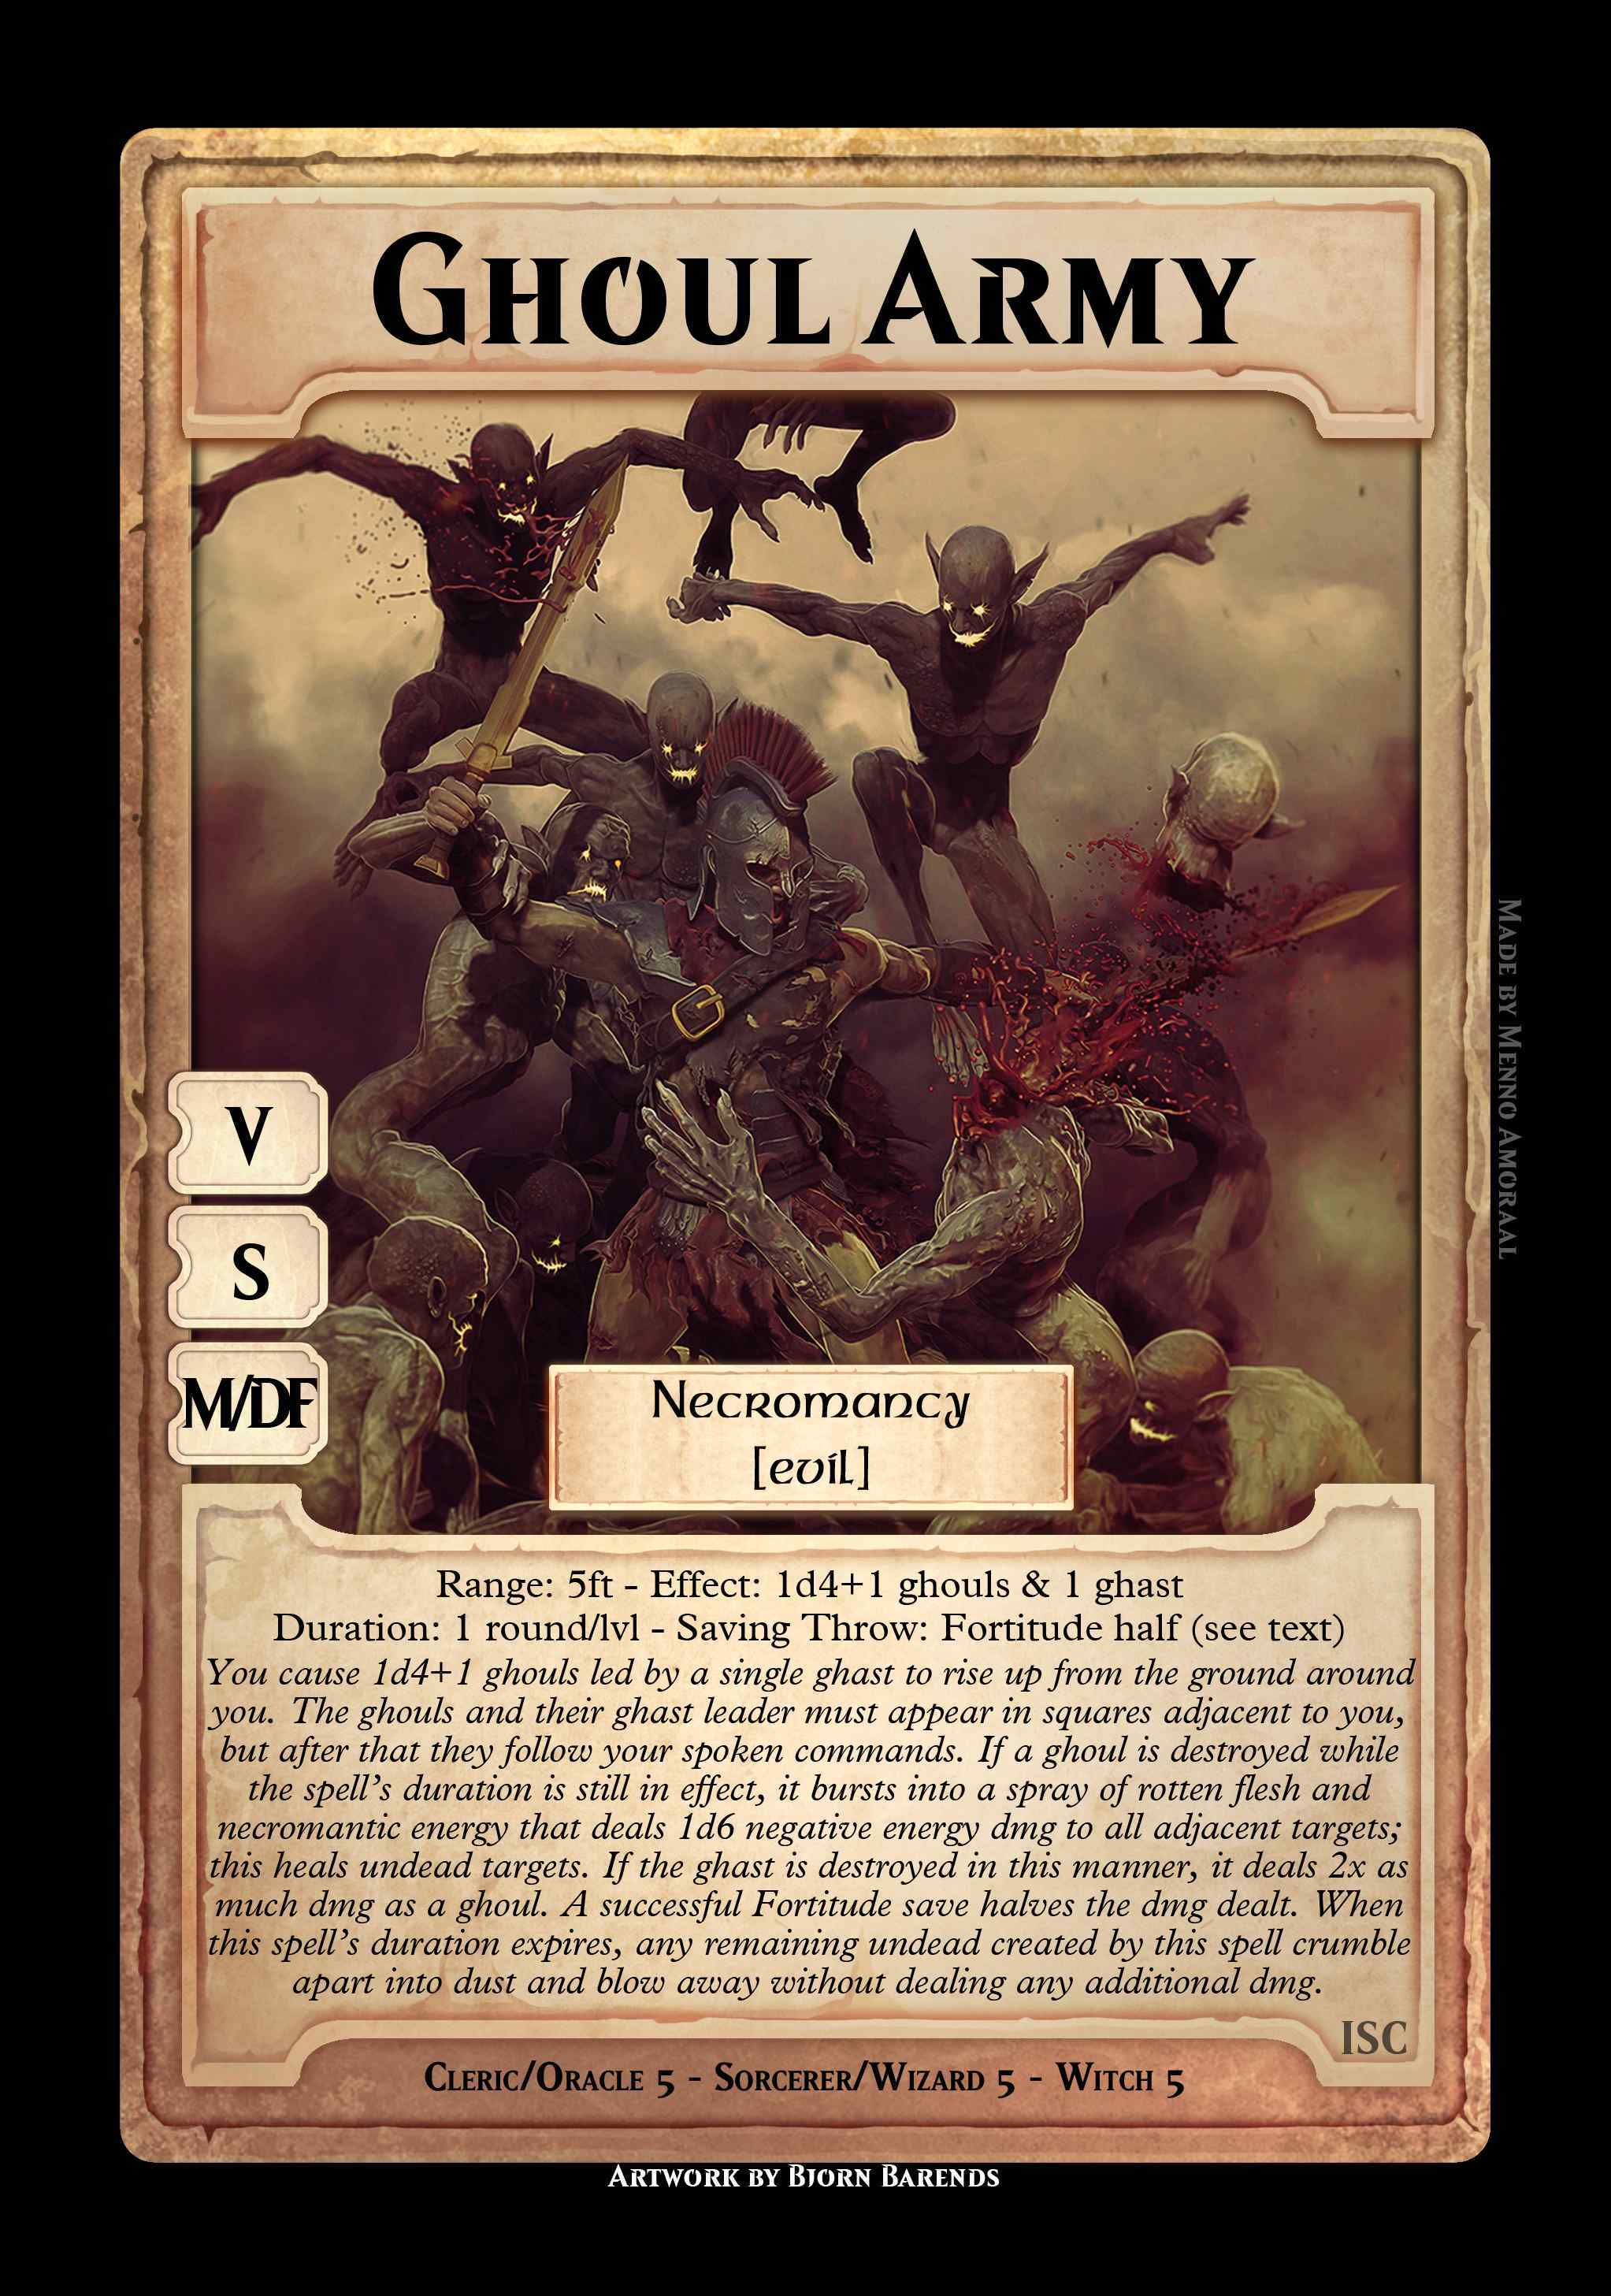 Ghoul Army
V
S
M/DF
Necromancy
[evil]
Range: 5ft - Effect: 1d4+1 ghouls & 1 ghast
Duration: 1 round/lvl - Saving Throw: Fortitude half (see text)
You cause 1d4+1 ghouls led by a single ghast to rise up from the ground around
you. The ghouls and their ghast leader must appear in squares adjacent to you,
but after that they follow your spoken commands. If a ghoul is destroyed while
the spell's duration is still in effect, it bursts into a spray of rotten flesh and
necromantic energy that deals 1d6 negative energy dmg to all adjacent targets;
this heals undead targets. If the ghast is destroyed in this manner, it deals 2x as
much dmg as a ghoul. A successful Fortitude save halves the dmg dealt. When
this spell's duration expires, any remaining undead created by this spell crumble
apart into dust and blow away without dealing any additional dmg.
ISC
Cleric/Oracle 5 - Sorcerer/Wizard 5 - Witch 5
Artwork by Bjorn Barends
Made by Menno Amoraal